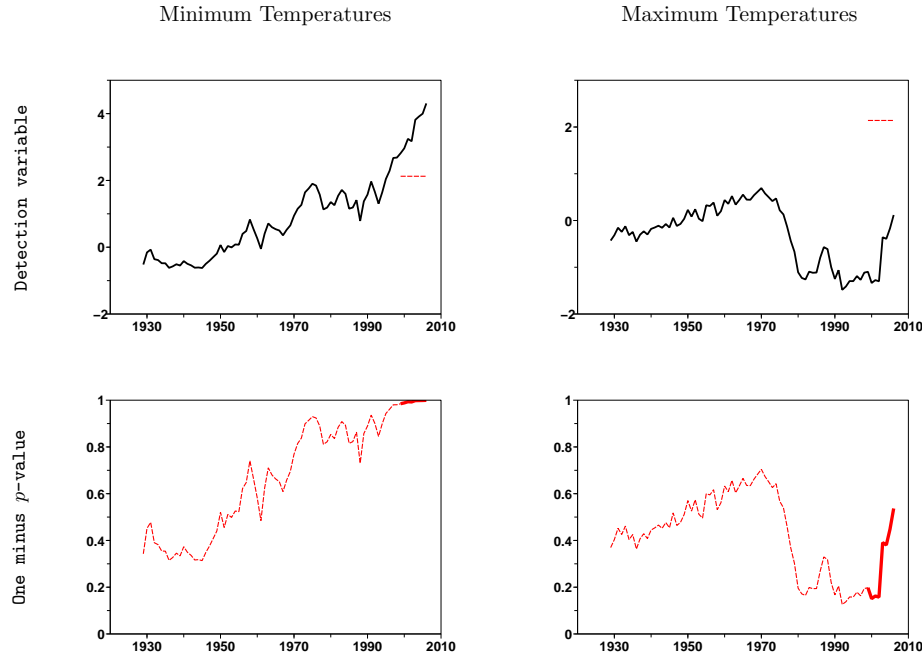 Minimum Temperatures
Maximum Temperatures
Detection variable
4
2
0
−2
1930 1950 1970 1990 2010
2
0
−2
1930 1950 1970 1990 2010
One minus p-value
1
0.8
0.6
0.4
0.2
0
1930 1950 1970 1990 2010
1
0.8
0.6
0.4
0.2
0
1930 1950 1970 1990 2010